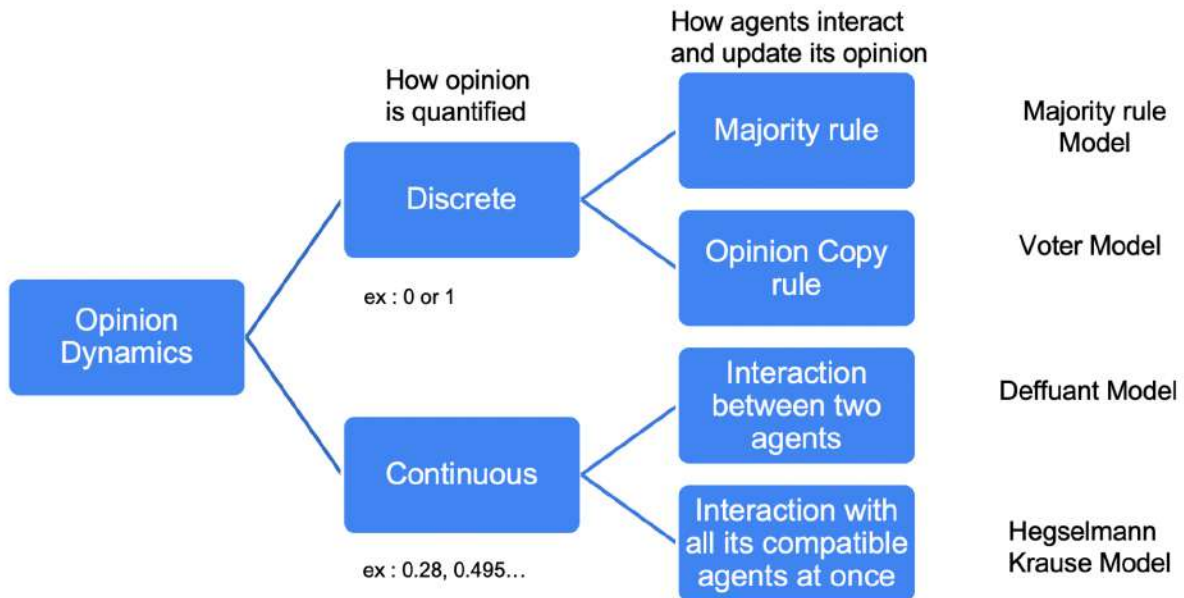 How agents interact
and update its opinion
How opinion
is quantified
Majority rule
Majority rule
Model
Discrete
Opinion Copy
rule
Voter Model
ex : 0 or 1
Opinion
Dynamics
Interaction
between two
agents
Deffuant Model
Continuous
Interaction with
all its compatible
agents at once
Hegselmann
Krause Model
ex : 0.28, 0.495…